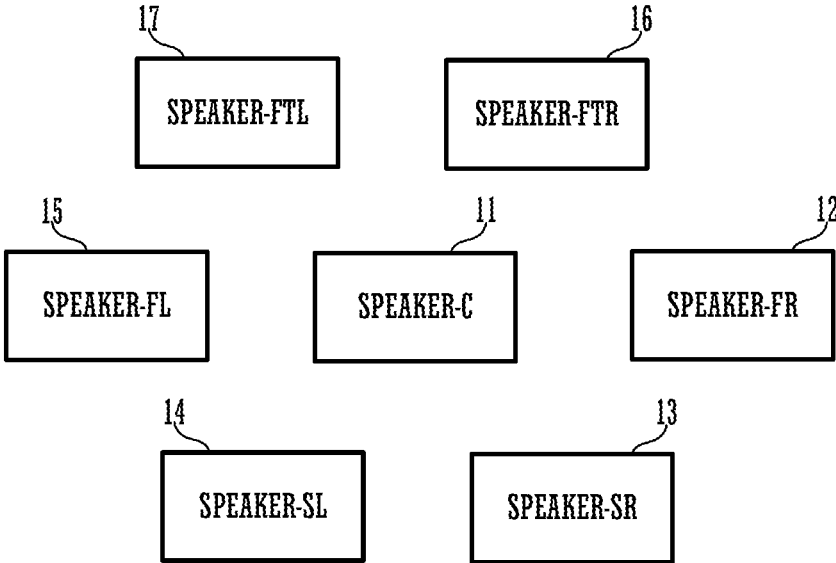 17
16
SPEAKER-FTL
SPEAKER-FTR
15
11
12
SPEAKER-FL
SPEAKER-C
SPEAKER-FR
14
13
SPEAKER-SL
SPEAKER-SR